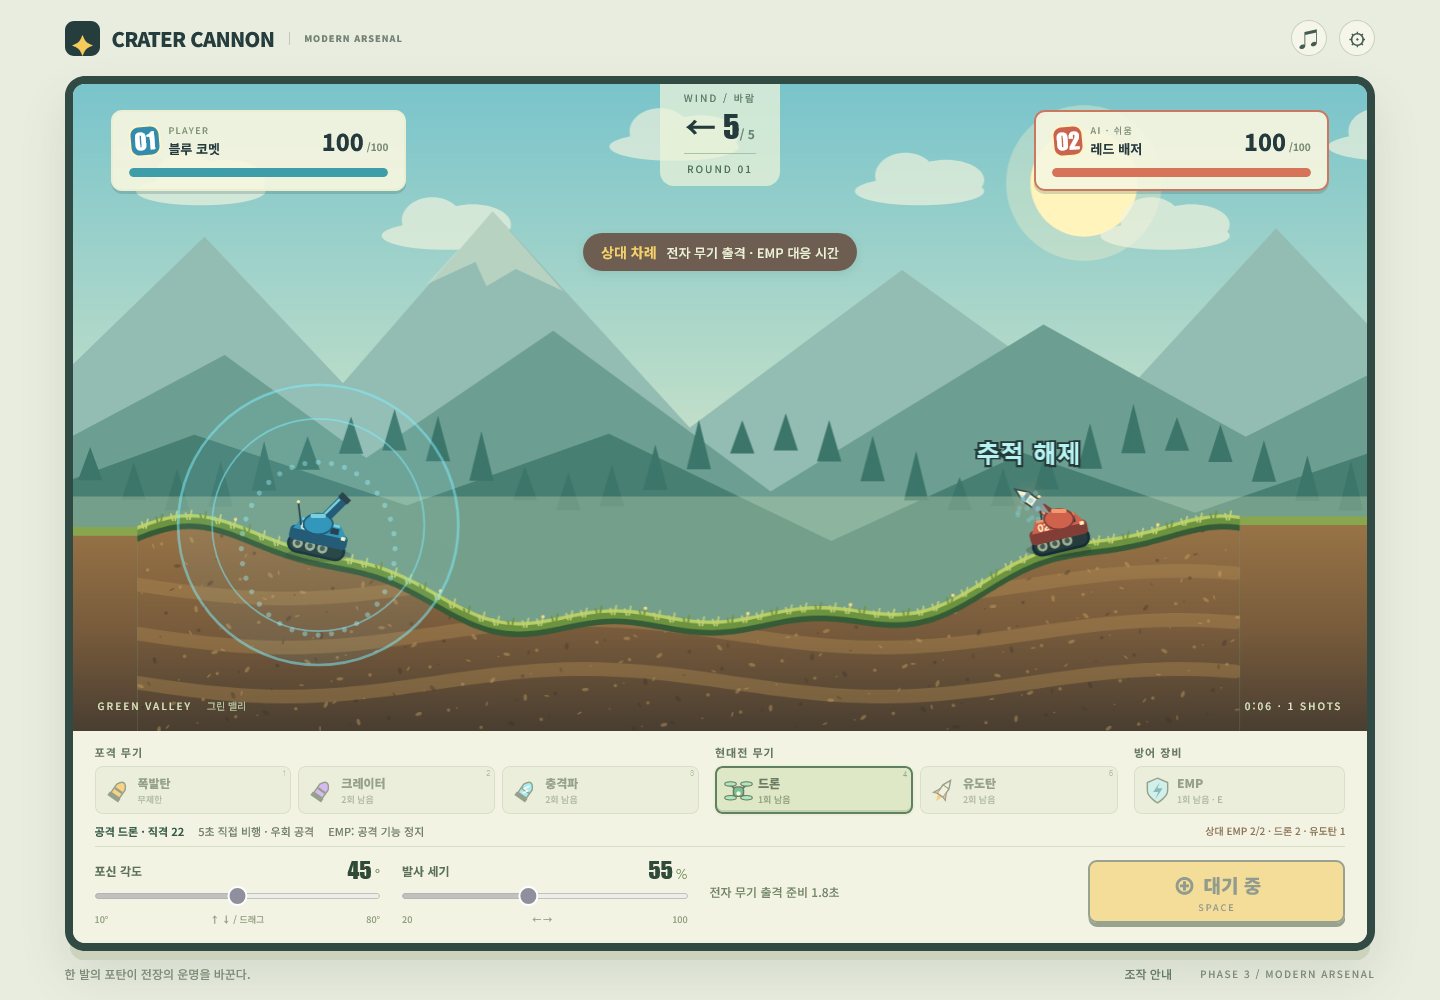 CRATER CANNON
MODERN ARSENAL
01
PLAYER
블루 코멧
100 /100
WIND / 바람
← 5 / 5
ROUND 01
02
AI · 쉬움
레드 배저
100 /100
상대 차례 전자 무기 출격 · EMP 대응 시간
추적 해제
02
GREEN VALLEY 그린 밸리
0:06 · 1 SHOTS
포격 무기
현대전 무기
방어 장비
폭발탄
무제한
1
크레이터
2회 남음
2
충격파
2회 남음
3
드론
1회 남음
4
유도탄
2회 남음
5
EMP
1회 남음 · E
공격 드론 · 직격 22 5초 직접 비행 · 우회 공격 EMP: 공격 기능 정지
상대 EMP 2/2 · 드론 2 · 유도탄 1
포신 각도 45 °
10° ↑ ↓ / 드래그 80°
발사 세기 55 %
20 ←→ 100
전자 무기 출격 준비 1.8초
대기 중
SPACE
한 발의 포탄이 전장의 운명을 바꾼다.
조작 안내
PHASE 3 / MODERN ARSENAL